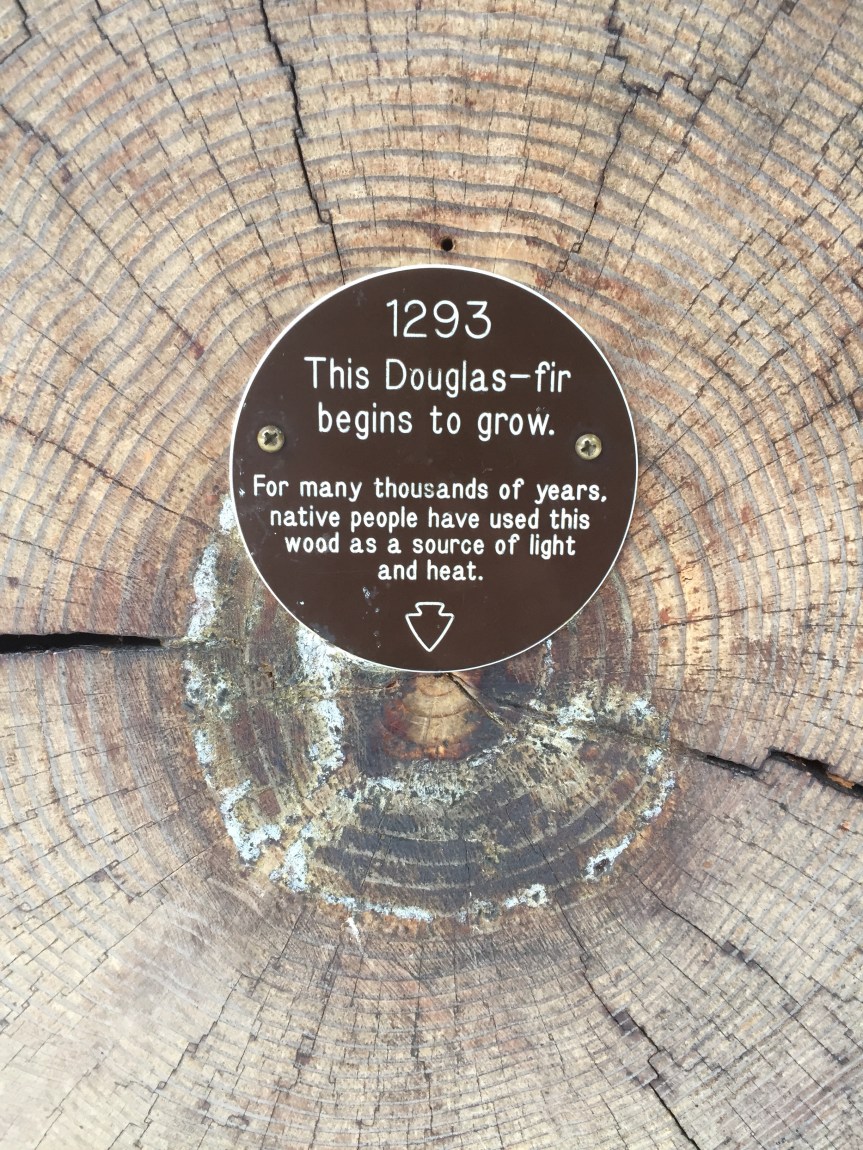 1293
This Douglas-fir
begins to grow.
For many thousands of years,
native people have used this
wood as a source of light
and heat.